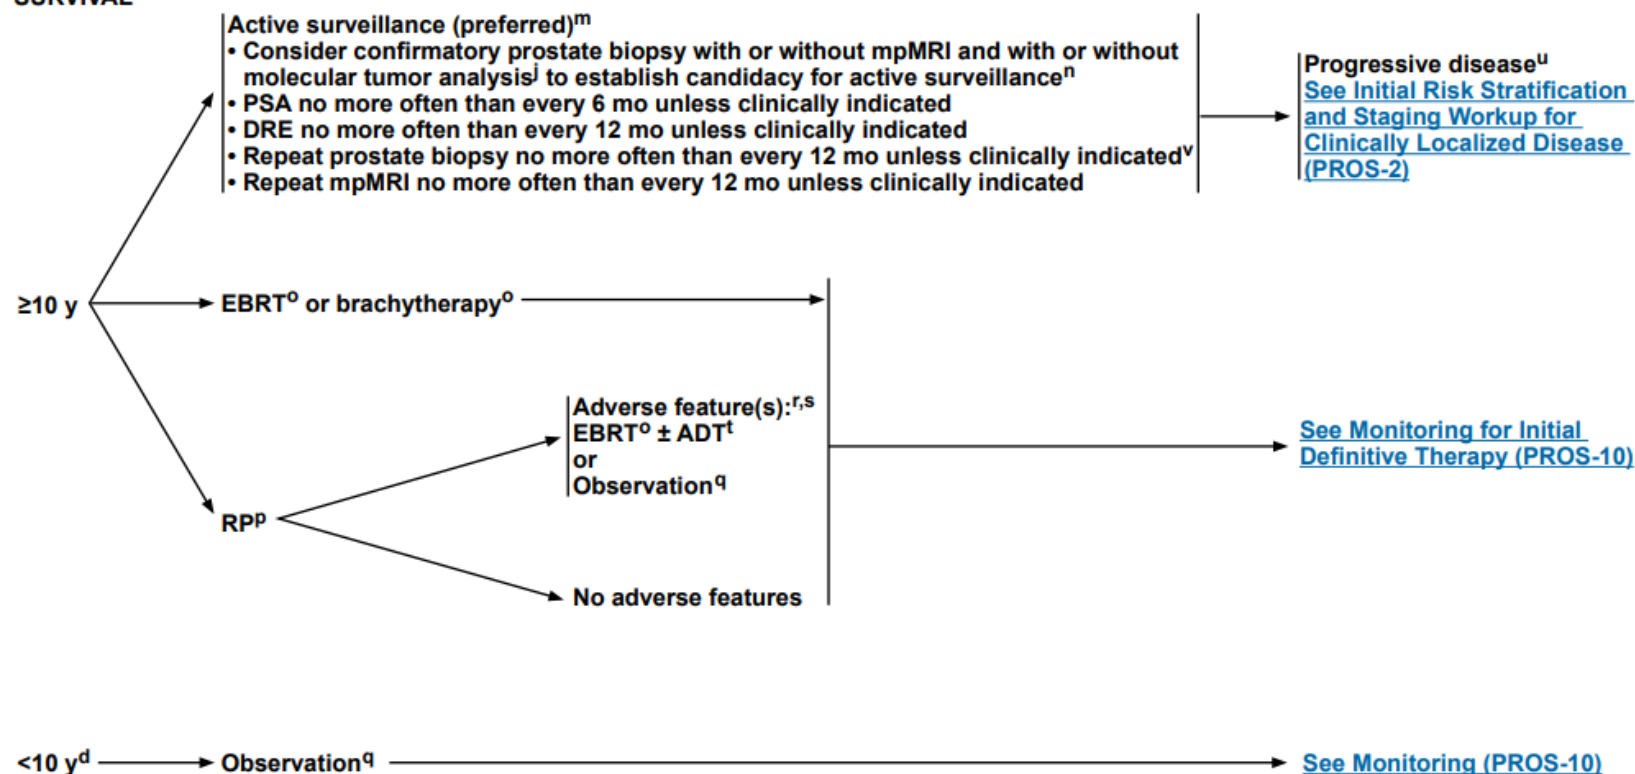 SURVIVAL
Active surveillance (preferred)m
• Consider confirmatory prostate biopsy with or without mpMRI and with or without
molecular tumor analysisj to establish candidacy for active surveillancen
• PSA no more often than every 6 mo unless clinically indicated
• DRE no more often than every 12 mo unless clinically indicated
• Repeat prostate biopsy no more often than every 12 mo unless clinically indicatedv
• Repeat mpMRI no more often than every 12 mo unless clinically indicated
Progressive diseaseu
See Initial Risk Stratification
and Staging Workup for
Clinically Localized Disease
(PROS-2)
≥10 y
EBRTo or brachytherapyo
Adverse feature(s):r,s
EBRTo ± ADTt
or
Observationq
See Monitoring for Initial
Definitive Therapy (PROS-10)
RPp
No adverse features
<10 yd
Observationq
See Monitoring (PROS-10)